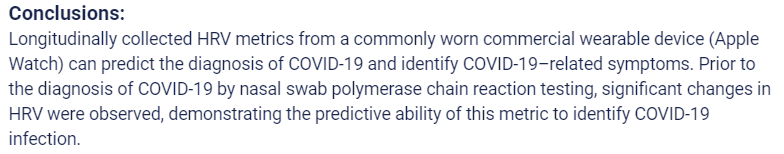 Conclusions:
Longitudinally collected HRV metrics from a commonly worn commercial wearable device (Apple
Watch) can predict the diagnosis of COVID-19 and identify COVID-19–related symptoms. Prior to
the diagnosis of COVID-19 by nasal swab polymerase chain reaction testing, significant changes in
HRV were observed, demonstrating the predictive ability of this metric to identify COVID-19
infection.